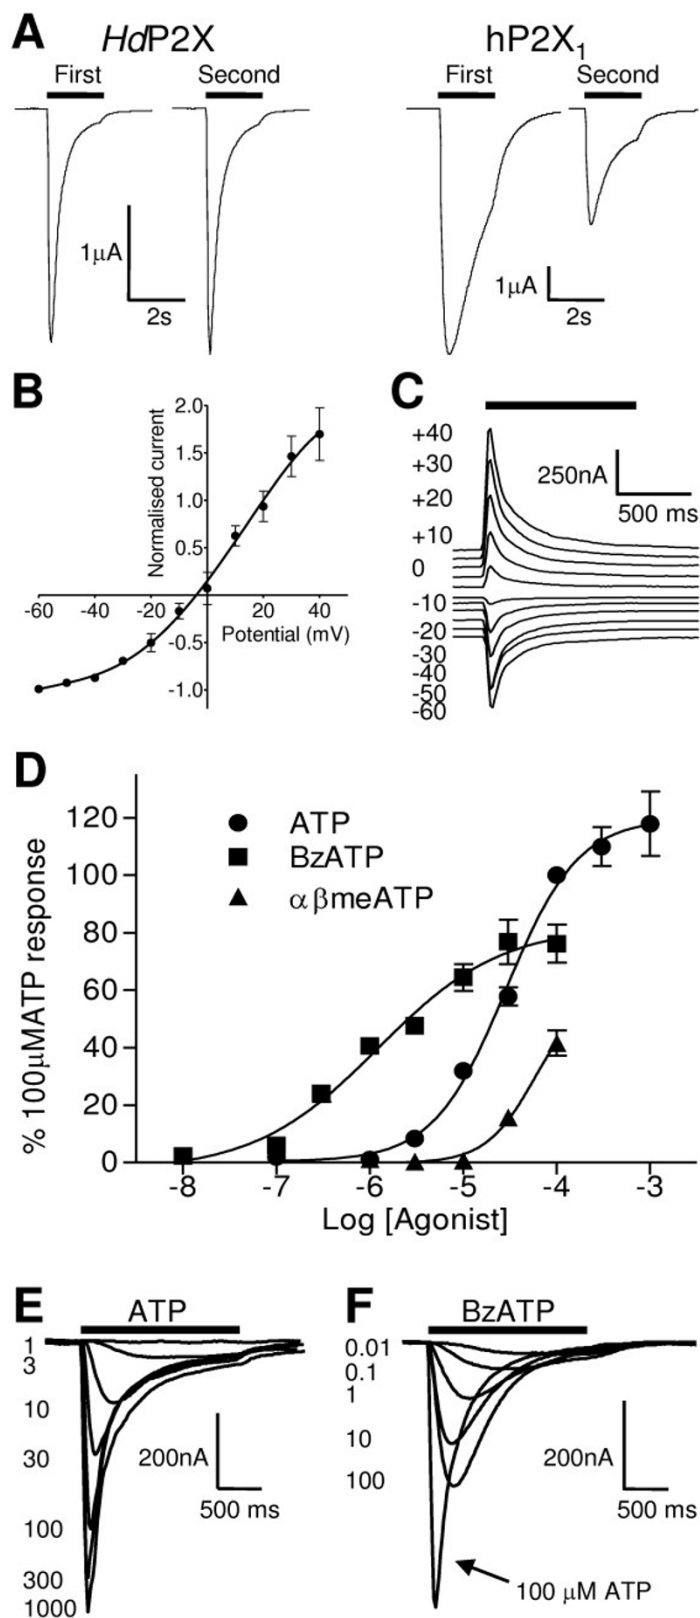 A
HdP2X
hP2X₁
First
Second
First
Second
1μA
2s
1μA
2s
B
Normalised current
2.0
1.5
1.0
0.5
-60 -40 -20 20 40
Potential (mV)
-0.5
-1.0
C
+40
+30
+20
+10
0
-10
-20
-30
-40
-50
-60
250nA
500 ms
D
% 100μMATP response
120
100
80
60
40
20
0
ATP
BzATP
αβmeATP
-8 -7 -6 -5 -4 -3
Log [Agonist]
E
ATP
1
3
10
30
100
300
1000
200nA
500 ms
F
BzATP
0.01
0.1
1
10
100
200nA
500 ms
100 μM ATP